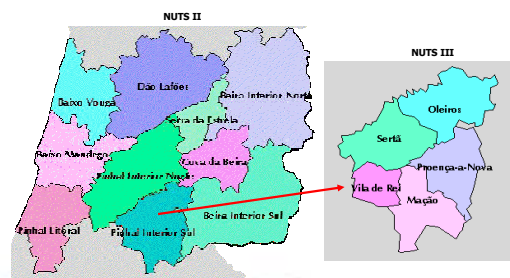 NUTS II
NUTS III
Dão Lafões
Beira Interior Norte
Baixo Vouga
Serra da Estrela
Baixo Mondego
Cova da Beira
Pinhal Interior Norte
Beira Interior Sul
Pinhal Litoral
Pinhal Interior Sul
Oleiros
Sertã
Proença-a-Nova
Vila de Rei
Mação